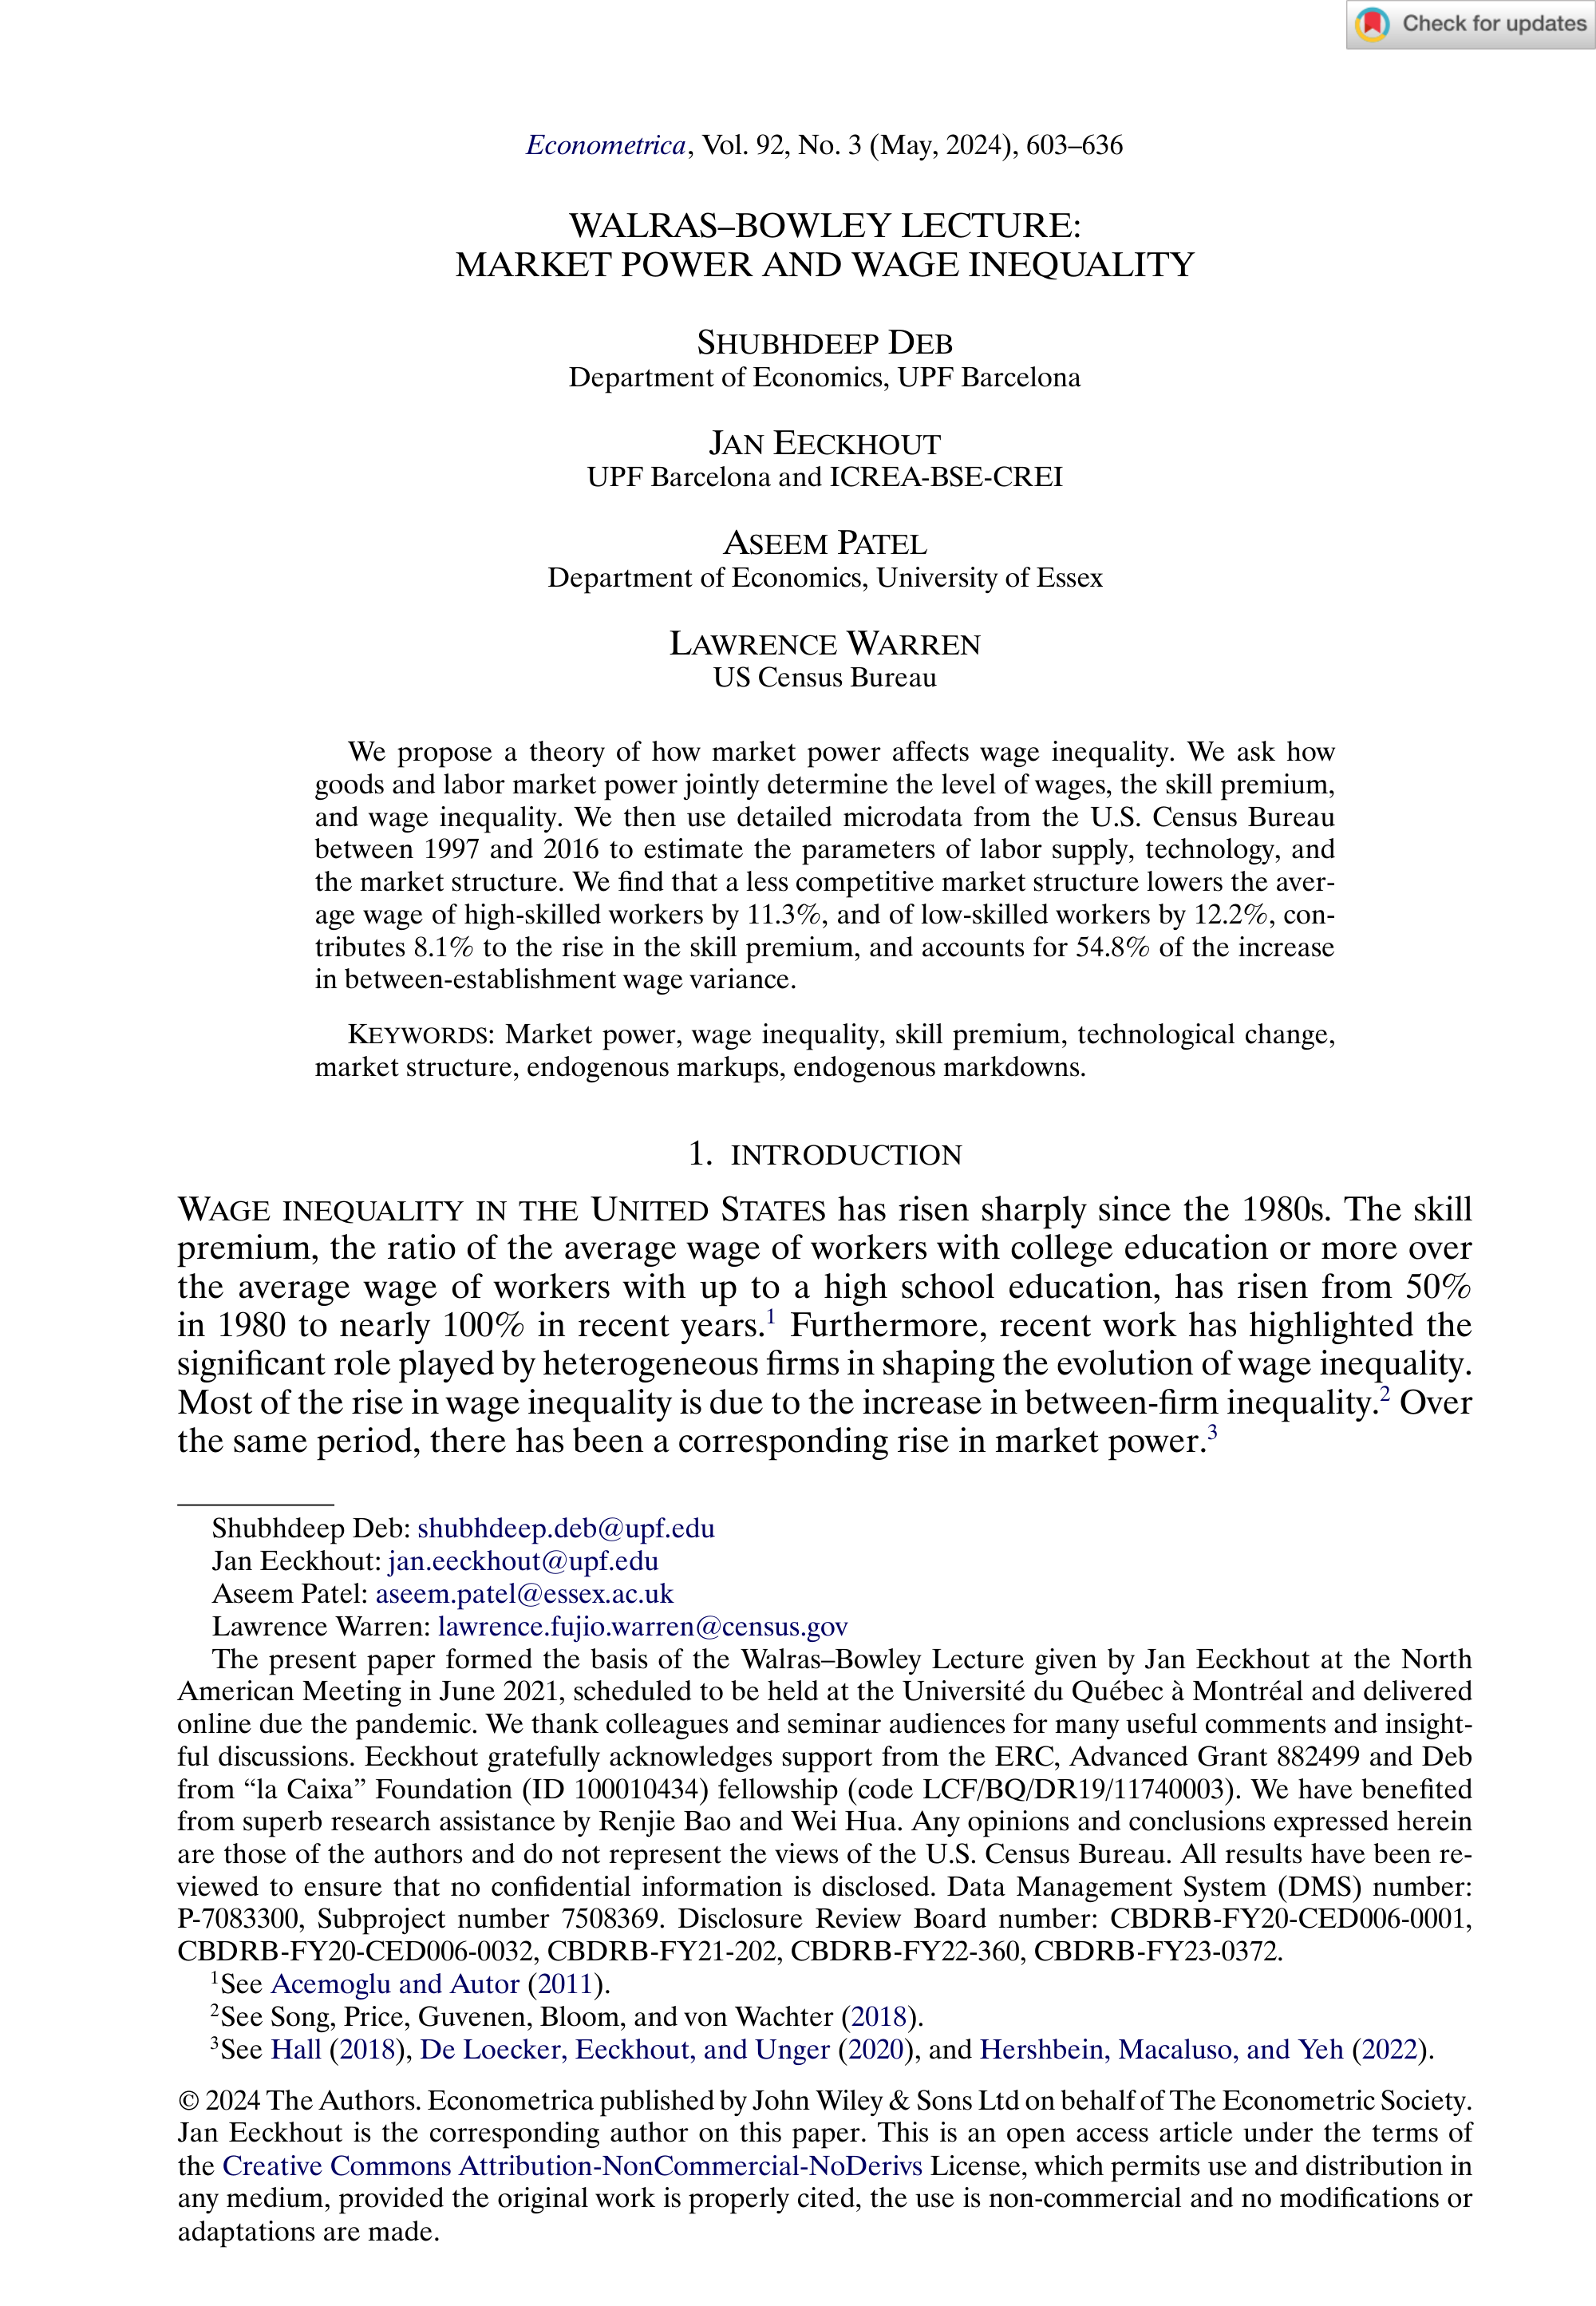 Check for updates
Econometrica, Vol. 92, No. 3 (May, 2024), 603–636
WALRAS–BOWLEY LECTURE:
MARKET POWER AND WAGE INEQUALITY
SHUBHDEEP DEB
Department of Economics, UPF Barcelona
JAN EECKHOUT
UPF Barcelona and ICREA-BSE-CREI
ASEEM PATEL
Department of Economics, University of Essex
LAWRENCE WARREN
US Census Bureau
We propose a theory of how market power affects wage inequality. We ask how
goods and labor market power jointly determine the level of wages, the skill premium,
and wage inequality. We then use detailed microdata from the U.S. Census Bureau
between 1997 and 2016 to estimate the parameters of labor supply, technology, and
the market structure. We find that a less competitive market structure lowers the aver-
age wage of high-skilled workers by 11.3%, and of low-skilled workers by 12.2%, con-
tributes 8.1% to the rise in the skill premium, and accounts for 54.8% of the increase
in between-establishment wage variance.
KEYWORDS: Market power, wage inequality, skill premium, technological change,
market structure, endogenous markups, endogenous markdowns.
1. INTRODUCTION
WAGE INEQUALITY IN THE UNITED STATES has risen sharply since the 1980s. The skill
premium, the ratio of the average wage of workers with college education or more over
the average wage of workers with up to a high school education, has risen from 50%
in 1980 to nearly 100% in recent years.1 Furthermore, recent work has highlighted the
significant role played by heterogeneous firms in shaping the evolution of wage inequality.
Most of the rise in wage inequality is due to the increase in between-firm inequality.2 Over
the same period, there has been a corresponding rise in market power.3
Shubhdeep Deb: shubhdeep.deb@upf.edu
Jan Eeckhout: jan.eeckhout@upf.edu
Aseem Patel: aseem.patel@essex.ac.uk
Lawrence Warren: lawrence.fujio.warren@census.gov
The present paper formed the basis of the Walras–Bowley Lecture given by Jan Eeckhout at the North
American Meeting in June 2021, scheduled to be held at the Université du Québec à Montréal and delivered
online due the pandemic. We thank colleagues and seminar audiences for many useful comments and insight-
ful discussions. Eeckhout gratefully acknowledges support from the ERC, Advanced Grant 882499 and Deb
from “la Caixa” Foundation (ID 100010434) fellowship (code LCF/BQ/DR19/11740003). We have benefited
from superb research assistance by Renjie Bao and Wei Hua. Any opinions and conclusions expressed herein
are those of the authors and do not represent the views of the U.S. Census Bureau. All results have been re-
viewed to ensure that no confidential information is disclosed. Data Management System (DMS) number:
P-7083300, Subproject number 7508369. Disclosure Review Board number: CBDRB-FY20-CED006-0001,
CBDRB-FY20-CED006-0032, CBDRB-FY21-202, CBDRB-FY22-360, CBDRB-FY23-0372.
1See Acemoglu and Autor (2011).
2See Song, Price, Guvenen, Bloom, and von Wachter (2018).
3See Hall (2018), De Loecker, Eeckhout, and Unger (2020), and Hershbein, Macaluso, and Yeh (2022).
© 2024 The Authors. Econometrica published by John Wiley & Sons Ltd on behalf of The Econometric Society.
Jan Eeckhout is the corresponding author on this paper. This is an open access article under the terms of
the Creative Commons Attribution-NonCommercial-NoDerivs License, which permits use and distribution in
any medium, provided the original work is properly cited, the use is non-commercial and no modifications or
adaptations are made.